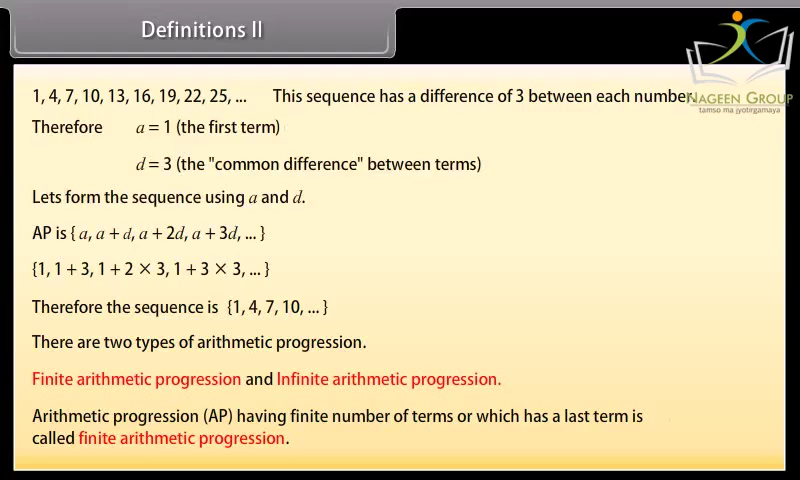 Definitions II
NAGEEN GROUP
tamso ma jyotirgamaya
1, 4, 7, 10, 13, 16, 19, 22, 25, ... This sequence has a difference of 3 between each number.
Therefore a = 1 (the first term)
d = 3 (the "common difference" between terms)
Lets form the sequence using a and d.
AP is { a, a + d, a + 2d, a + 3d, ... }
{1, 1 + 3, 1 + 2 × 3, 1 + 3 × 3, ... }
Therefore the sequence is {1, 4, 7, 10, ... }
There are two types of arithmetic progression.
Finite arithmetic progression and Infinite arithmetic progression.
Arithmetic progression (AP) having finite number of terms or which has a last term is
called finite arithmetic progression.